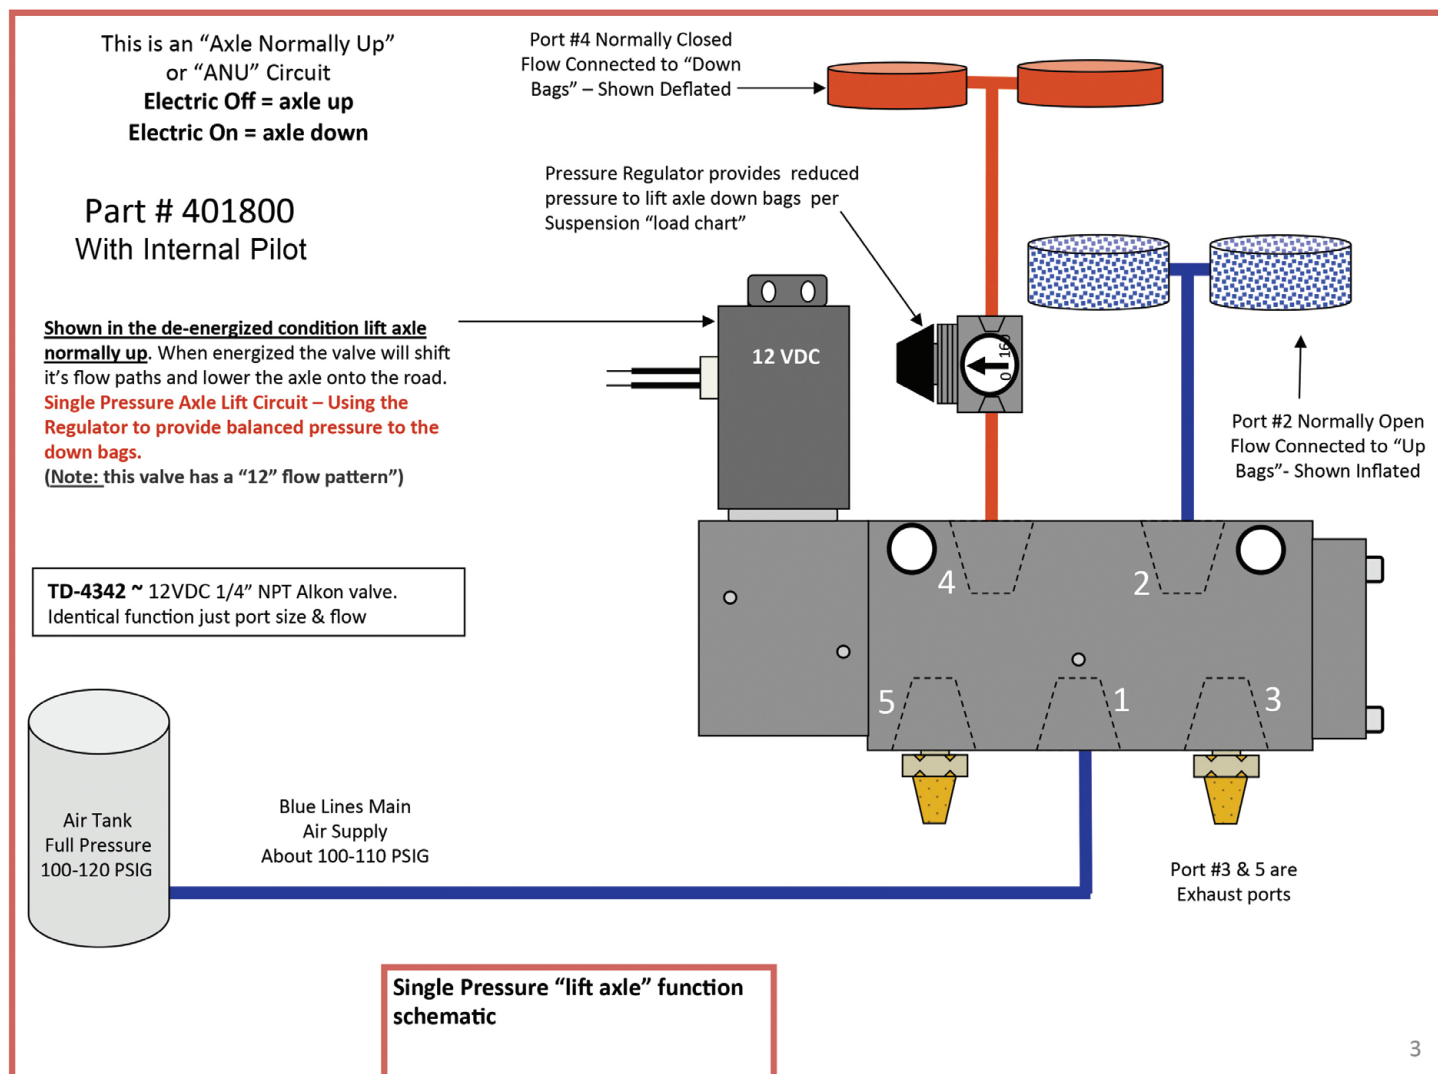 This is an “Axle Normally Up”
or “ANU” Circuit
Electric Off = axle up
Electric On = axle down
Part # 401800
With Internal Pilot
Port #4 Normally Closed
Flow Connected to “Down
Bags” – Shown Deflated
Pressure Regulator provides reduced
pressure to lift axle down bags per
Suspension “load chart”
Shown in the de-energized condition lift axle
normally up. When energized the valve will shift
it’s flow paths and lower the axle onto the road.
Single Pressure Axle Lift Circuit – Using the
Regulator to provide balanced pressure to the
down bags.
(Note: this valve has a “12” flow pattern”)
12 VDC
0 160
Port #2 Normally Open
Flow Connected to “Up
Bags”- Shown Inflated
TD-4342 ~ 12VDC 1/4” NPT Alkon valve.
Identical function just port size & flow
4
2
5
1
3
Air Tank
Full Pressure
100-120 PSIG
Blue Lines Main
Air Supply
About 100-110 PSIG
Port #3 & 5 are
Exhaust ports
Single Pressure “lift axle” function
schematic
3